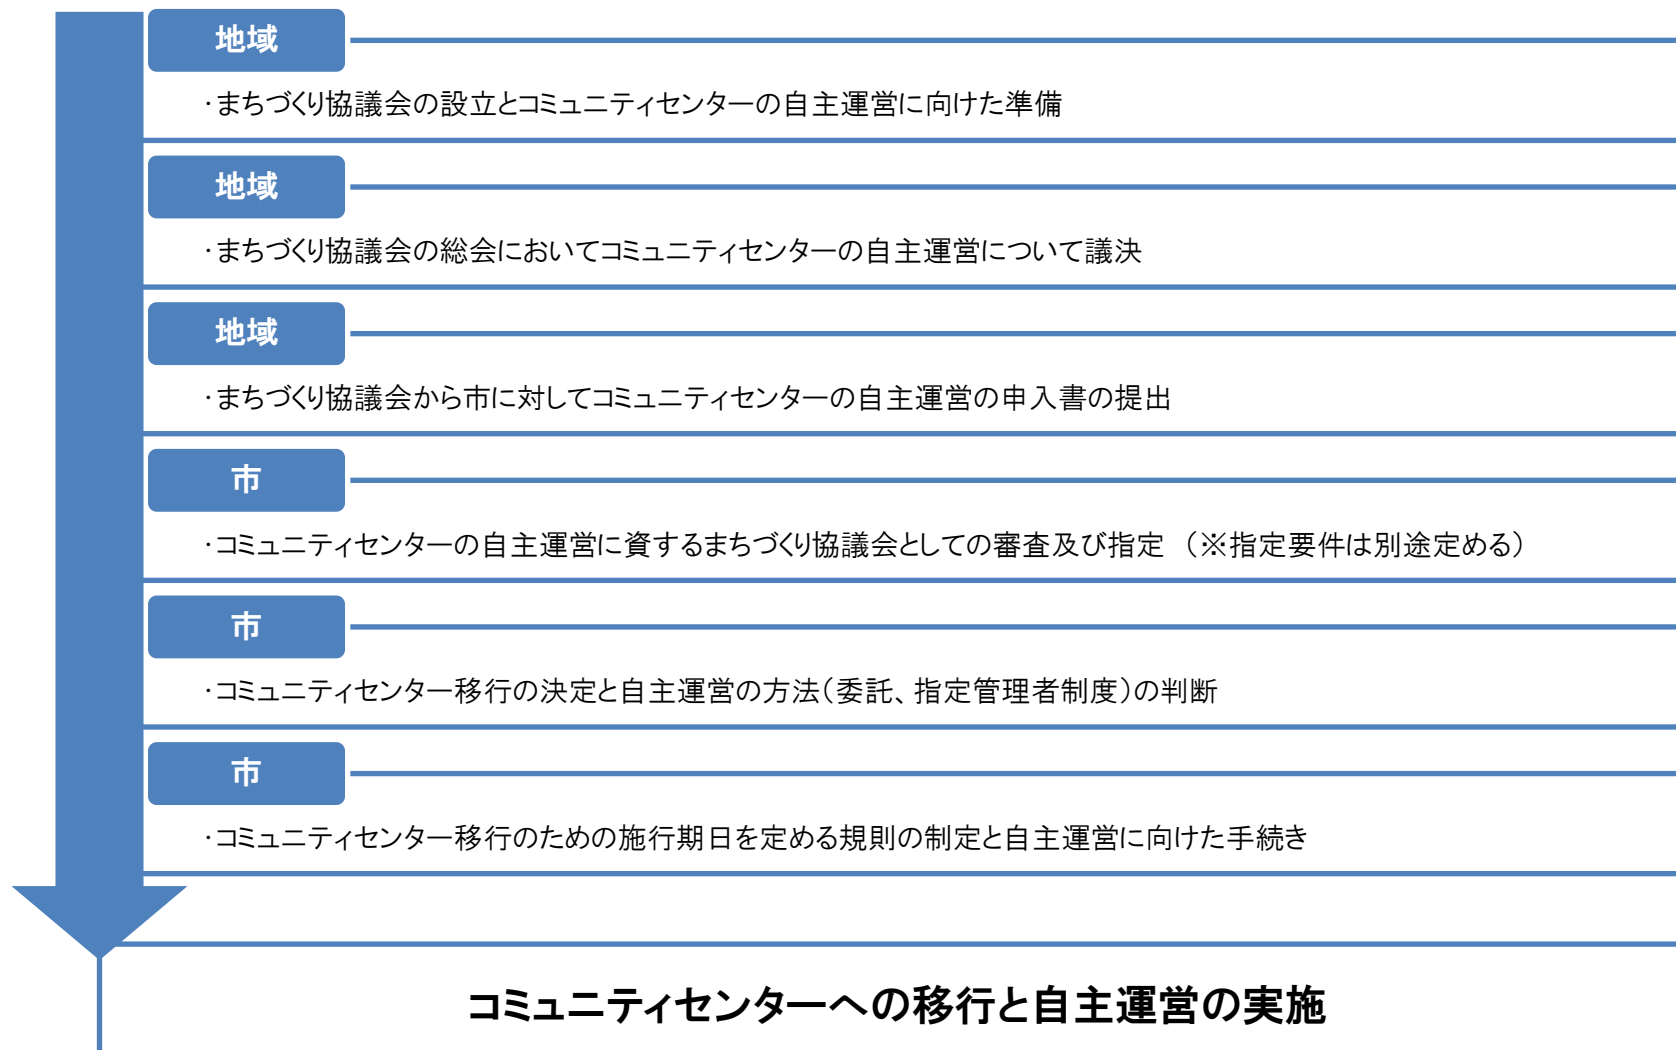 地域
・まちづくり協議会の設立とコミュニティセンターの自主運営に向けた準備
地域
・まちづくり協議会の総会においてコミュニティセンターの自主運営について議決
地域
・まちづくり協議会から市に対してコミュニティセンターの自主運営の申入書の提出
市
・コミュニティセンターの自主運営に資するまちづくり協議会としての審査及び指定　（※指定要件は別途定める）
市
・コミュニティセンター移行の決定と自主運営の方法（委託、指定管理者制度）の判断
市
・コミュニティセンター移行のための施行期日を定める規則の制定と自主運営に向けた手続き
コミュニティセンターへの移行と自主運営の実施